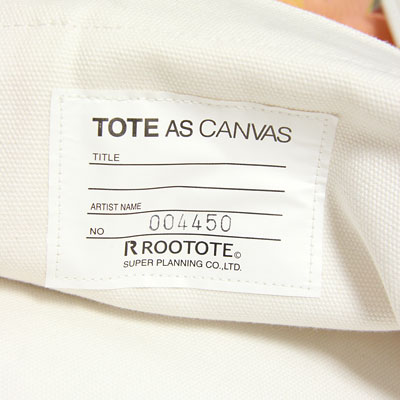 TOTE AS CANVAS
TITLE
ARTIST NAME
NO 004450
R ROOTOTE©
SUPER PLANNING CO.,LTD.